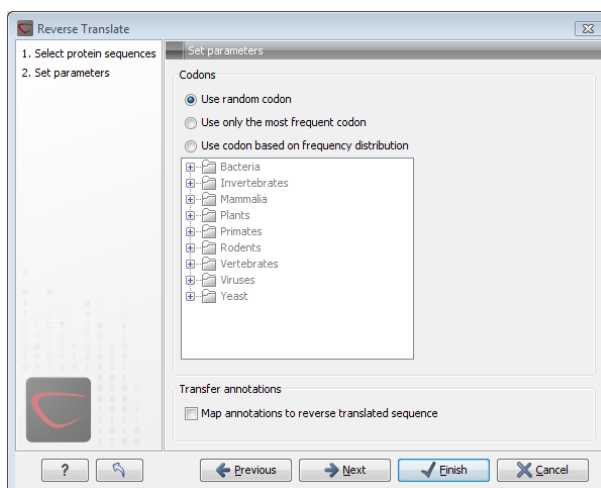 Reverse Translate
1. Select protein sequences
2. Set parameters
Set parameters
Codons
Use random codon
Use only the most frequent codon
Use codon based on frequency distribution
Bacteria
Invertebrates
Mammalia
Plants
Primates
Rodents
Vertebrates
Viruses
Yeast
Transfer annotations
Map annotations to reverse translated sequence
? Previous Next Finish Cancel